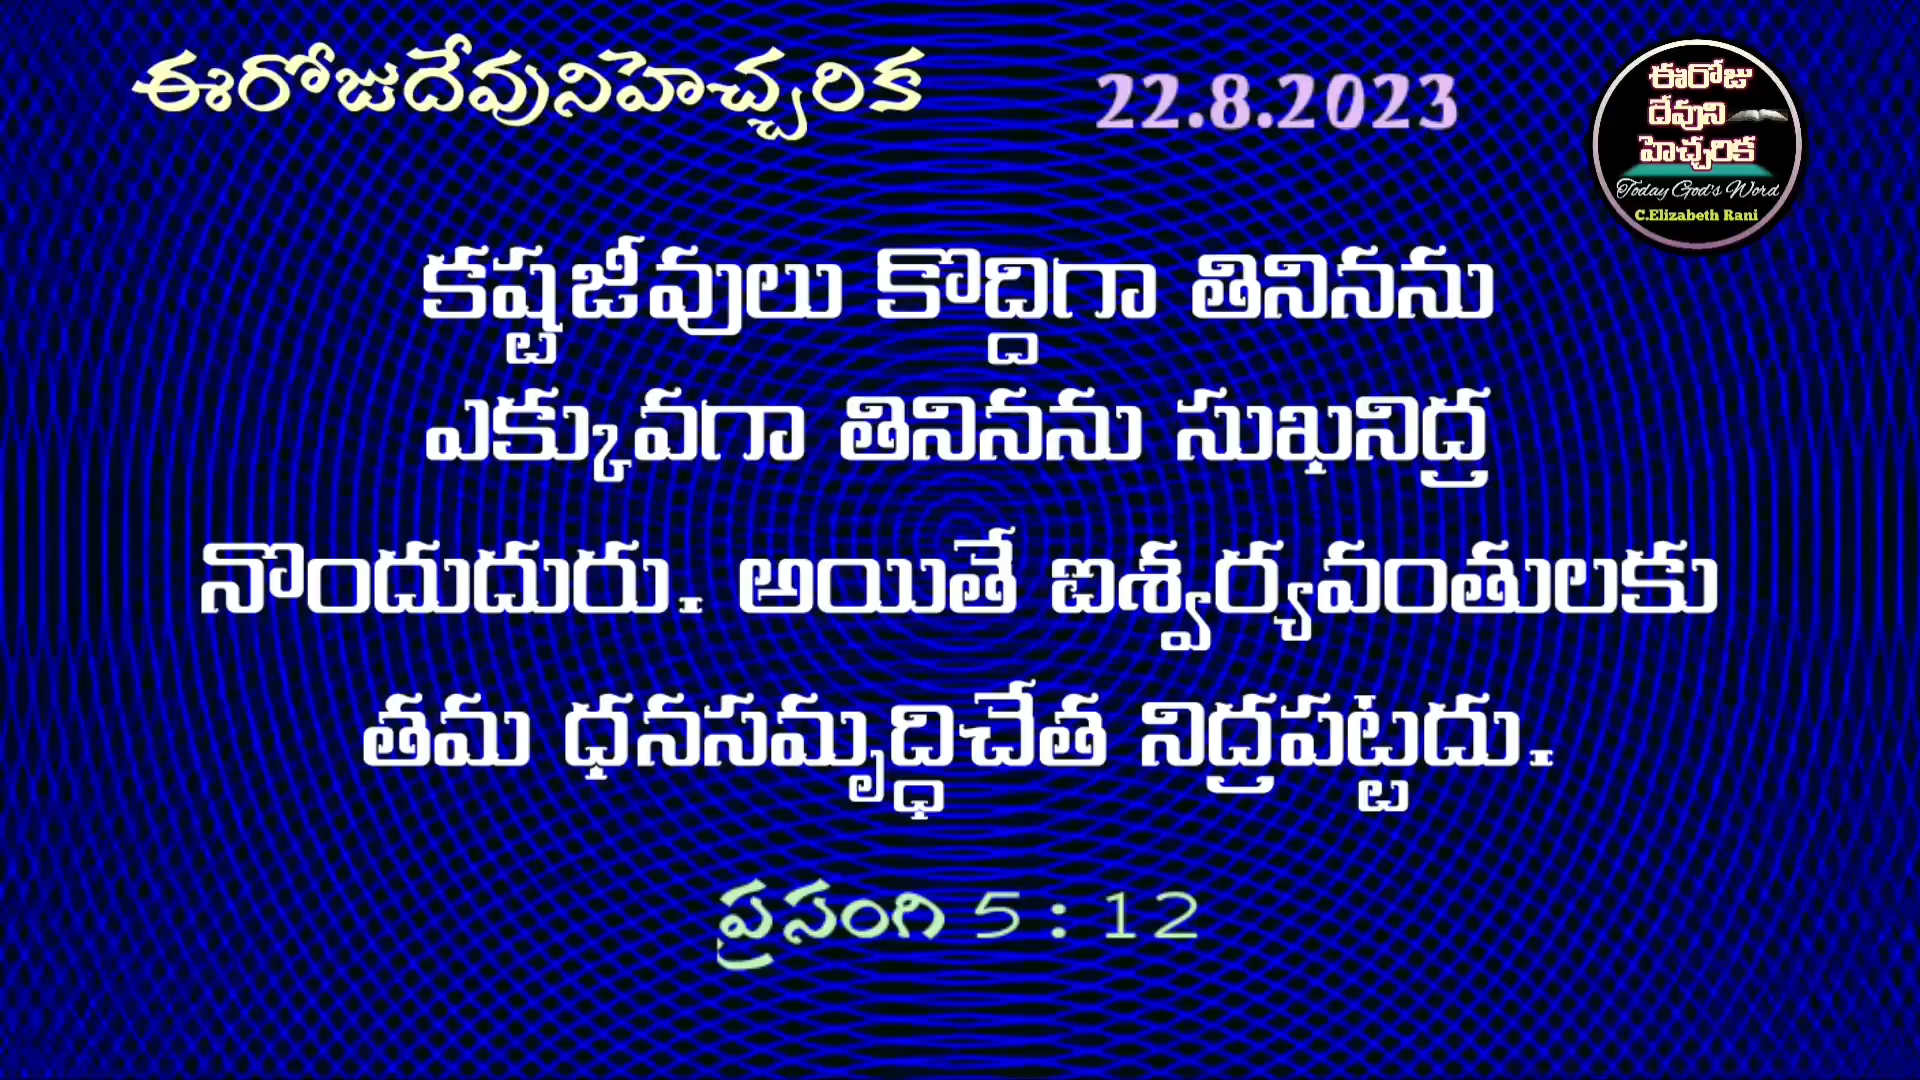 ఈరోజుదేవునిహెచ్చరిక
22.8.2023
ఈరోజు
దేవుని
హెచ్చరిక
Today God's Word
C.Elizabeth Rani
కష్టజీవులు కొద్దిగా తినినను
ఎక్కువగా తినినను సుఖనిద్ర
నొందుదురు. అయితే ఐశ్వర్యవంతులకు
తమ ధనసమృద్ధిచేత నిద్రపట్టదు.
ప్రసంగి 5 : 12